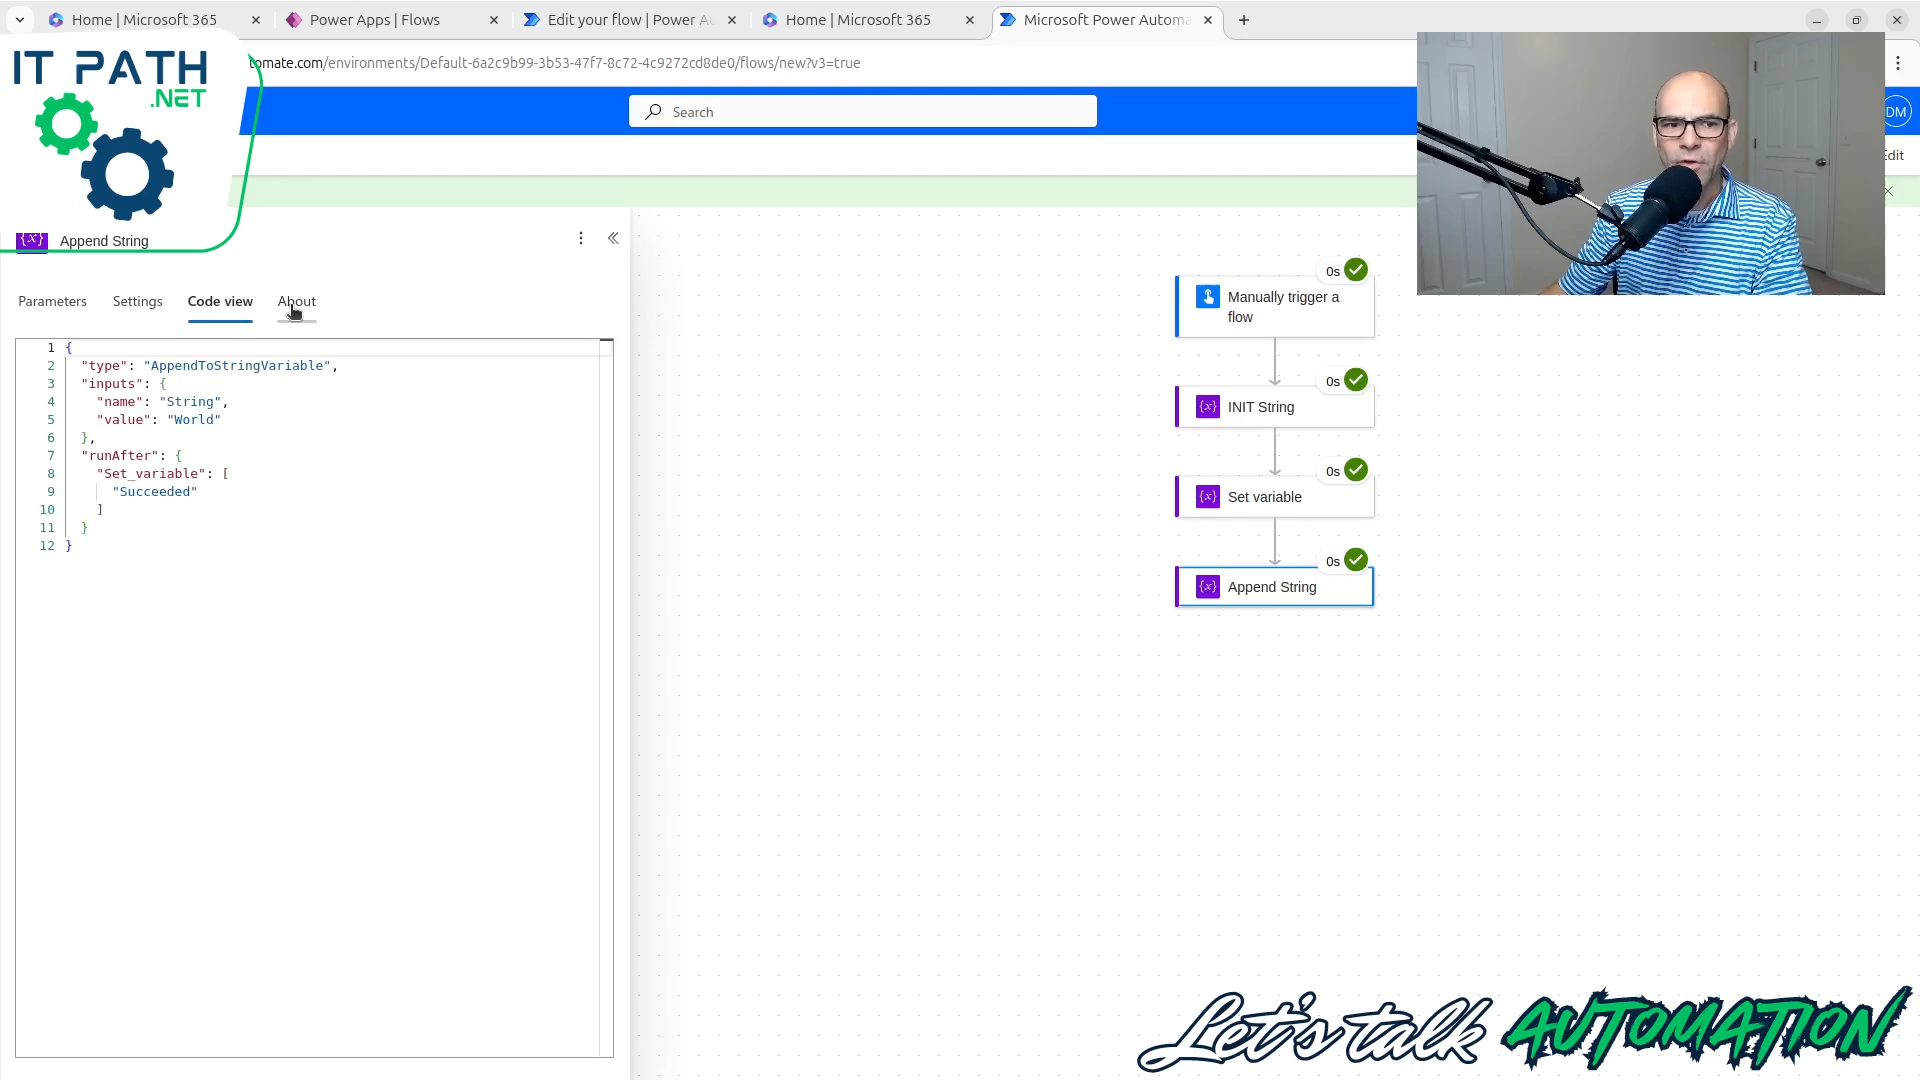 Home | Microsoft 365
Power Apps | Flows
Edit your flow | Power Au
Home | Microsoft 365
Microsoft Power Automa
IT PATH
.NET
tomate.com/environments/Default-6a2c9b99-3b53-47f7-8c72-4c9272cd8de0/flows/new?v3=true
Search
DM
Edit
Append String
Parameters
Settings
Code view
About
1 {
2 "type": "AppendToStringVariable",
3 "inputs": {
4 "name": "String",
5 "value": "World"
6 },
7 "runAfter": {
8 "Set_variable": [
9 "Succeeded"
10 ]
11 }
12 }
0s
Manually trigger a
flow
0s
{x} INIT String
0s
{x} Set variable
0s
{x} Append String
Let's talk AUTOMATION